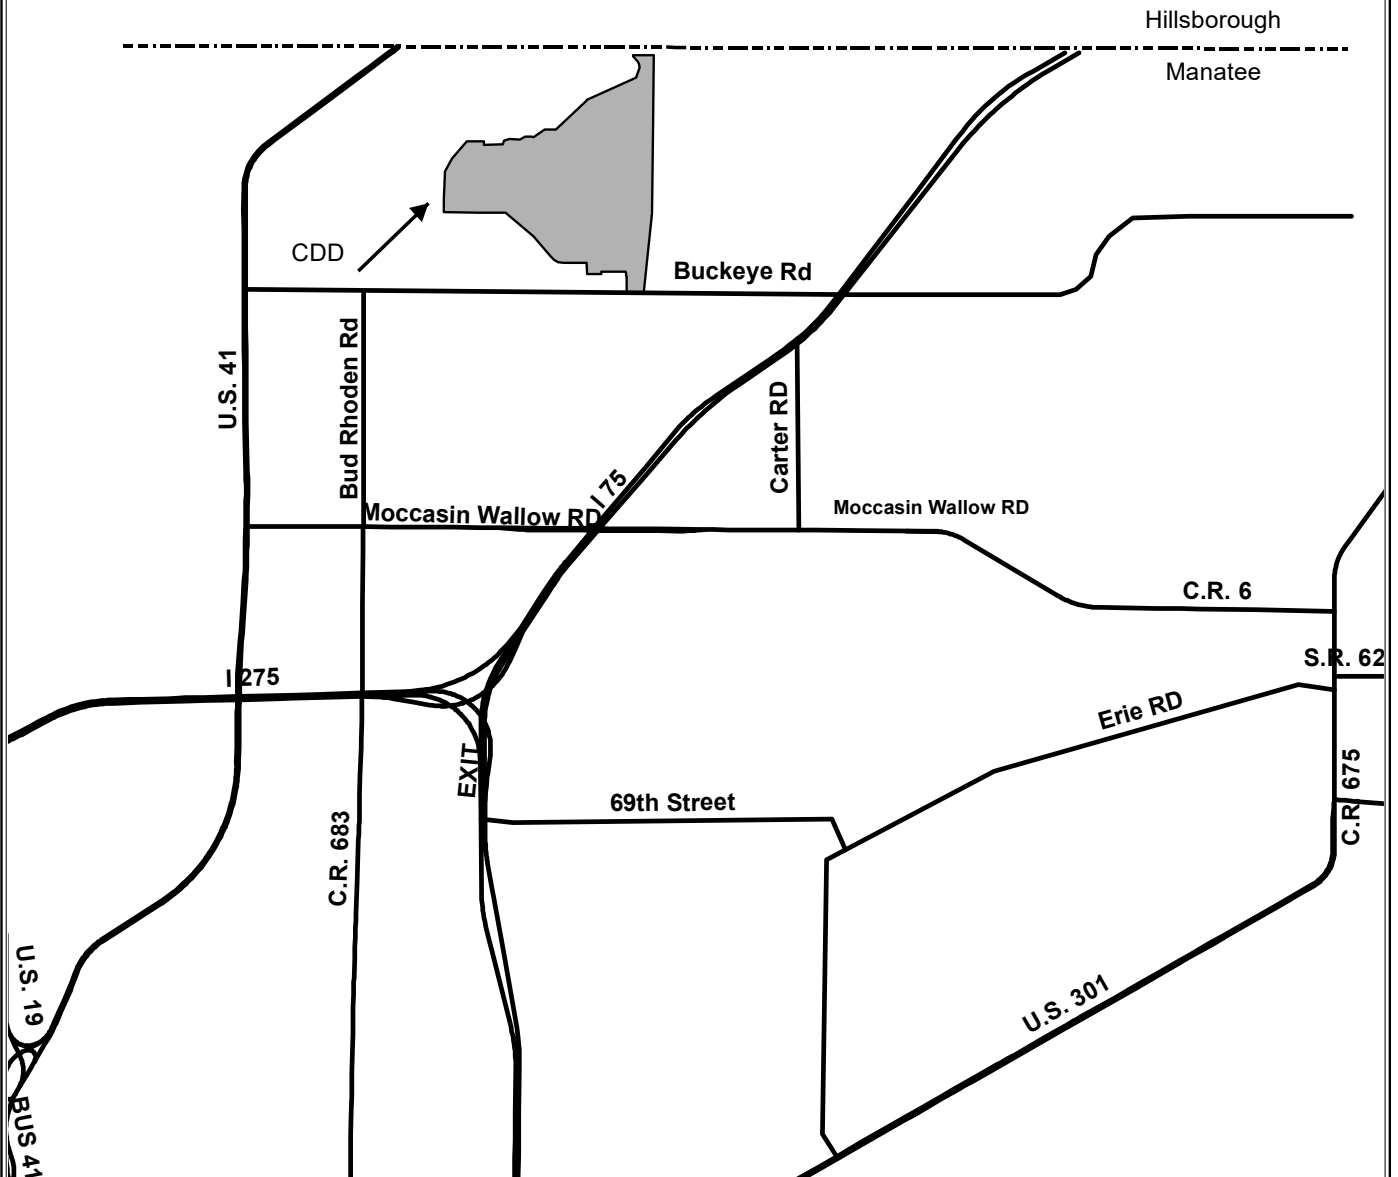 Hillsborough
Manatee
CDD
Buckeye Rd
U.S. 41
Bud Rhoden Rd
Carter RD
I 75
Moccasin Wallow RD
Moccasin Wallow RD
C.R. 6
S.R. 62
I 275
Erie RD
EXIT
69th Street
C.R. 675
C.R. 683
U.S. 19
U.S. 301
BUS 41